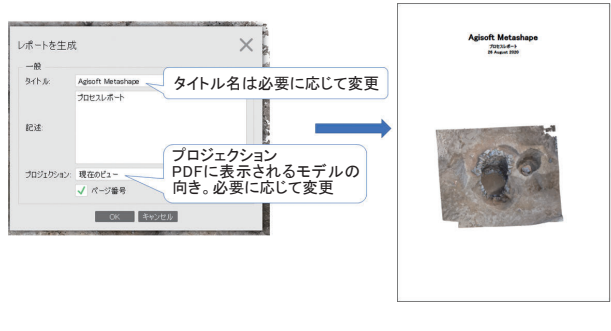 レポートを生成
一般
タイトル:
Agisoft Metashape
タイトル名は必要に応じて変更
プロセスレポート
記述:
プロジェクション
PDFに表示されるモデルの
向き。必要に応じて変更
プロジェクション:
現在のビュー
ページ番号
OK
キャンセル
Agisoft Metashape
プロセスレポート
28 August 2020